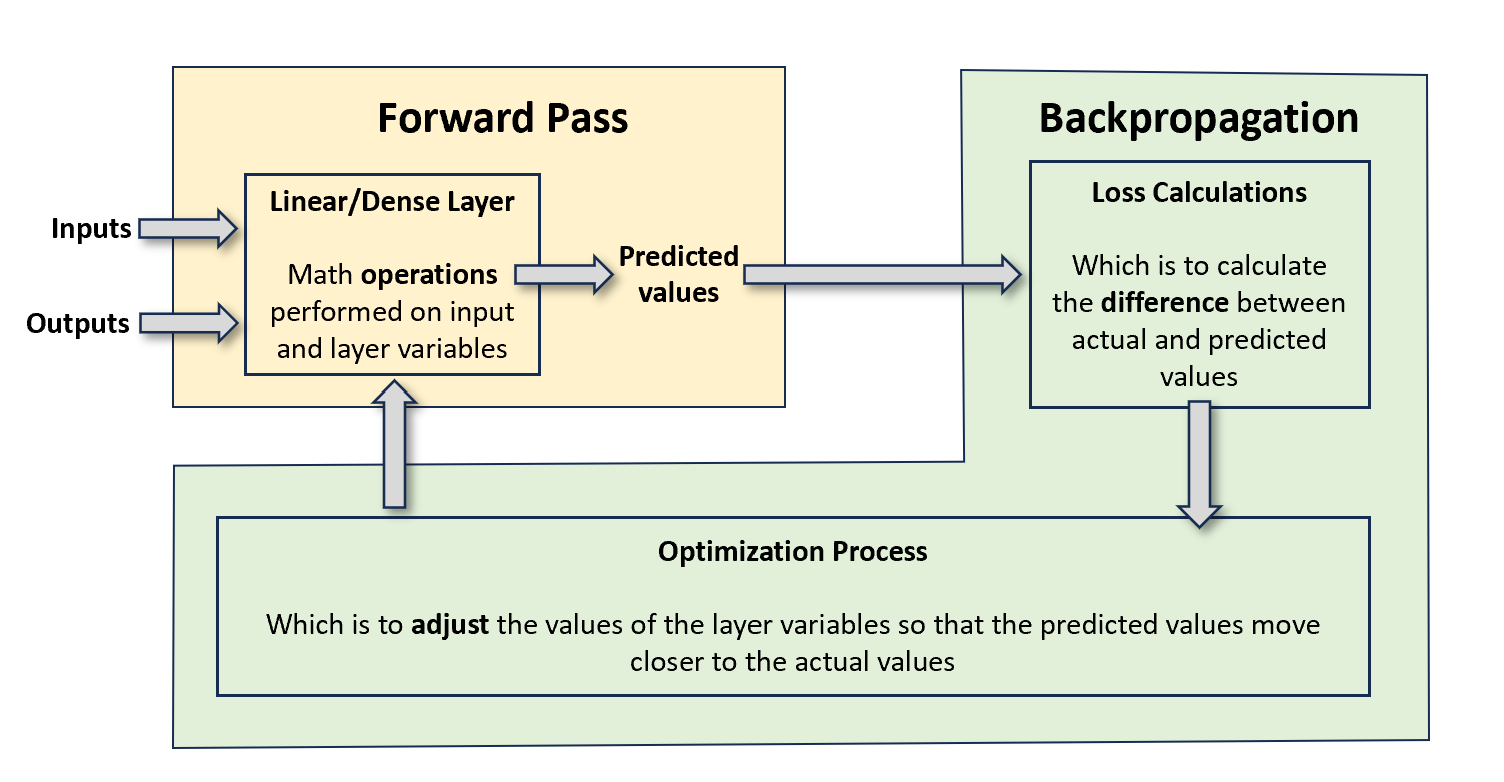 Forward Pass
Inputs
Outputs
Linear/Dense Layer
Math operations
performed on input
and layer variables
Predicted
values
Backpropagation
Loss Calculations
Which is to calculate
the difference between
actual and predicted
values
Optimization Process
Which is to adjust the values of the layer variables so that the predicted values move
closer to the actual values